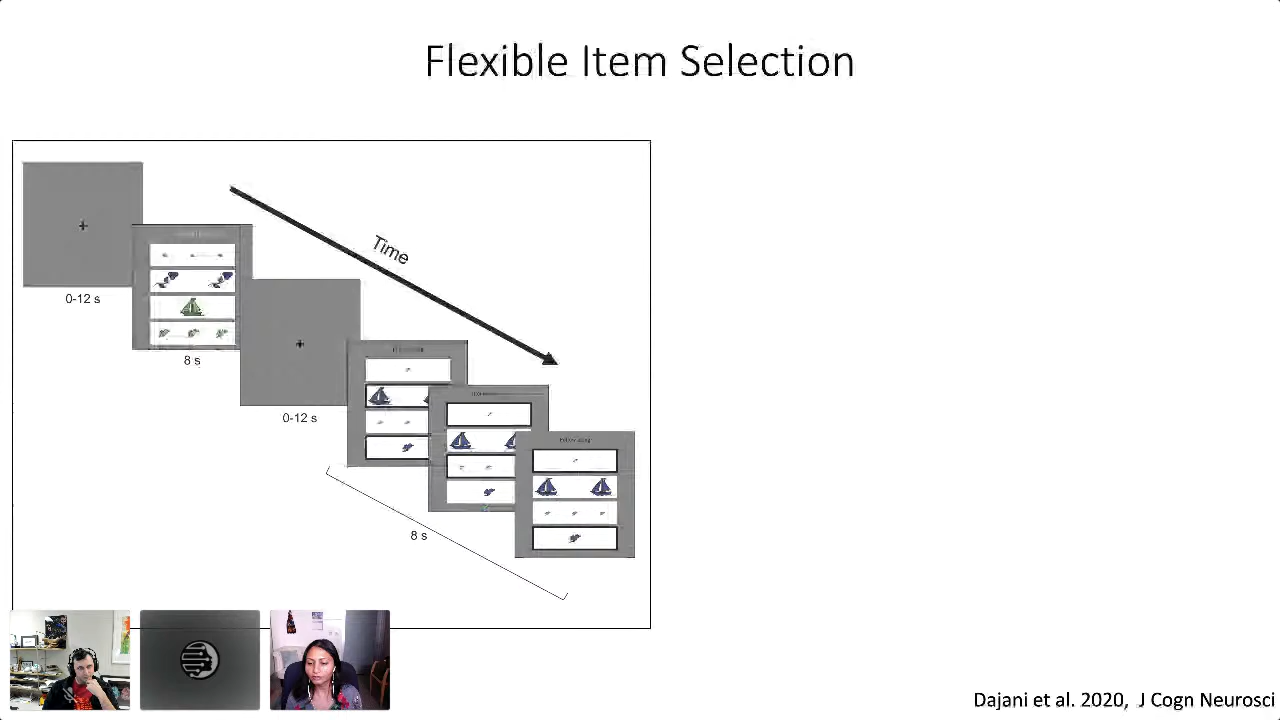 Flexible Item Selection
Time
0-12 s
8 s
0-12 s
8 s
Dajani et al. 2020, J Cogn Neurosci